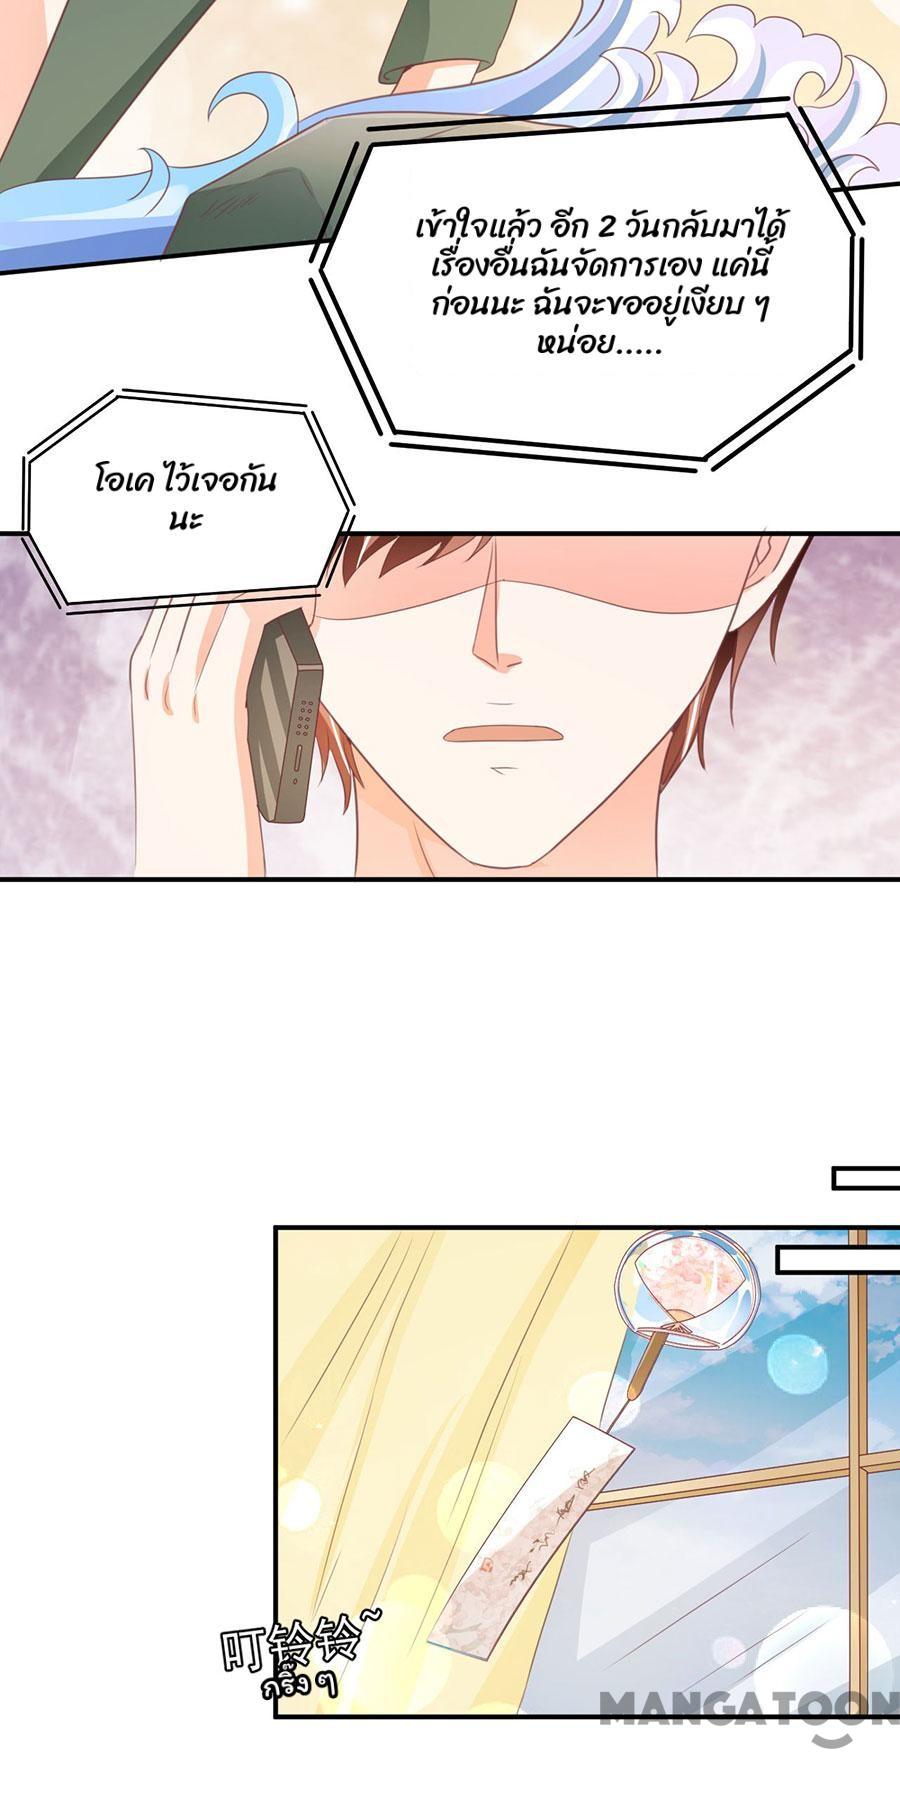 เข้าใจแล้ว อีก 2 วันกลับมาได้
เรื่องอื่นฉันจัดการเอง แค่นี้
ก่อนนะ ฉันจะขออยู่เงียบ ๆ
หน่อย.....
โอเค ไว้เจอกัน
นะ
叮铃铃~
กริ๊ง ๆ
MANGATOON